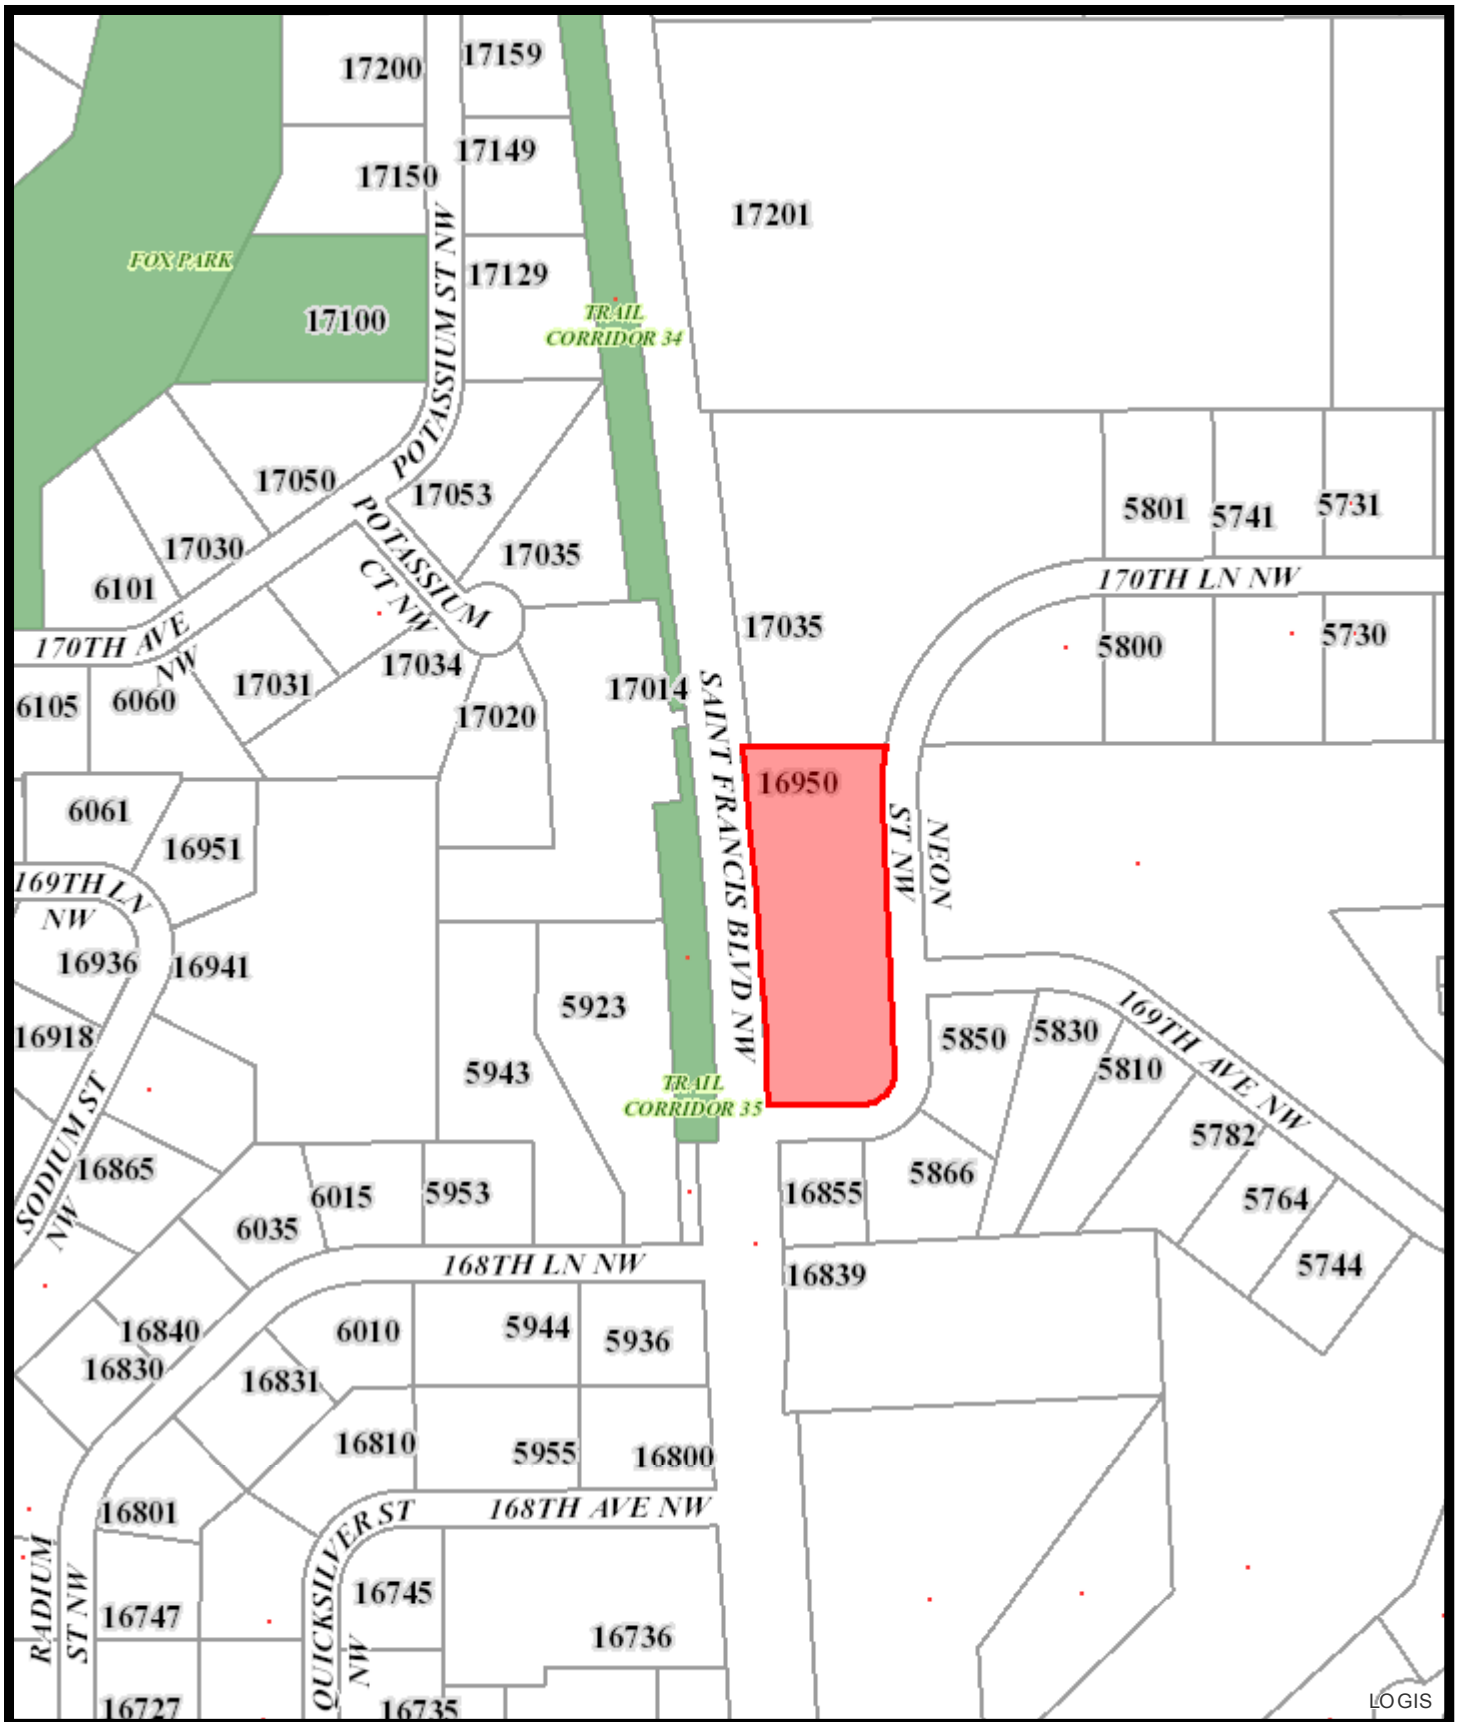 17200
17159
17149
17150
17201
FOX PARK
17129
17100
POTASSIUM ST NW
TRAIL
CORRIDOR 34
17050
17053
POTASSIUM
CT NW
17030
17035
6101
5801
5741
5731
170TH LN NW
170TH AVE
NW
17034
17035
5800
5730
17031
6105
6060
17020
17014
SAINT FRANCIS BLVD NW
16950
6061
16951
NEON
ST NW
169TH LN
NW
16936
16941
16918
5943
5923
5850
5830
5810
169TH AVE NW
TRAIL
CORRIDOR 35
SODIUM ST
NW
16865
6035
6015
5953
16855
5866
5782
5764
5744
168TH LN NW
16839
16840
16830
6010
5944
5936
16831
16810
5955
16800
16801
QUICKSILVER ST
NW
168TH AVE NW
RADIUM
ST NW
16747
16745
16736
16727
16735
LOGIS